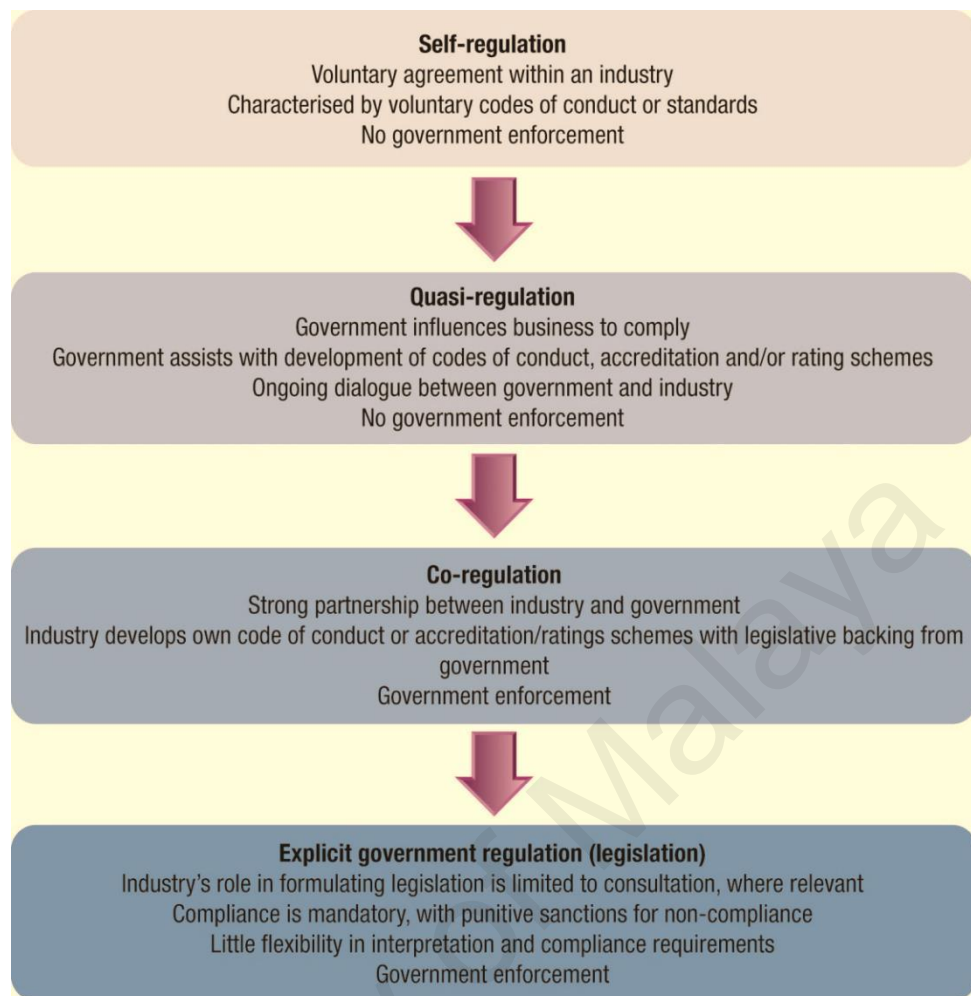 Self-regulation
Voluntary agreement within an industry
Characterised by voluntary codes of conduct or standards
No government enforcement
Quasi-regulation
Government influences business to comply
Government assists with development of codes of conduct, accreditation and/or rating schemes
Ongoing dialogue between government and industry
No government enforcement
Co-regulation
Strong partnership between industry and government
Industry develops own code of conduct or accreditation/ratings schemes with legislative backing from
government
Government enforcement
Explicit government regulation (legislation)
Industry's role in formulating legislation is limited to consultation, where relevant
Compliance is mandatory, with punitive sanctions for non-compliance
Little flexibility in interpretation and compliance requirements
Government enforcement
of Malaya